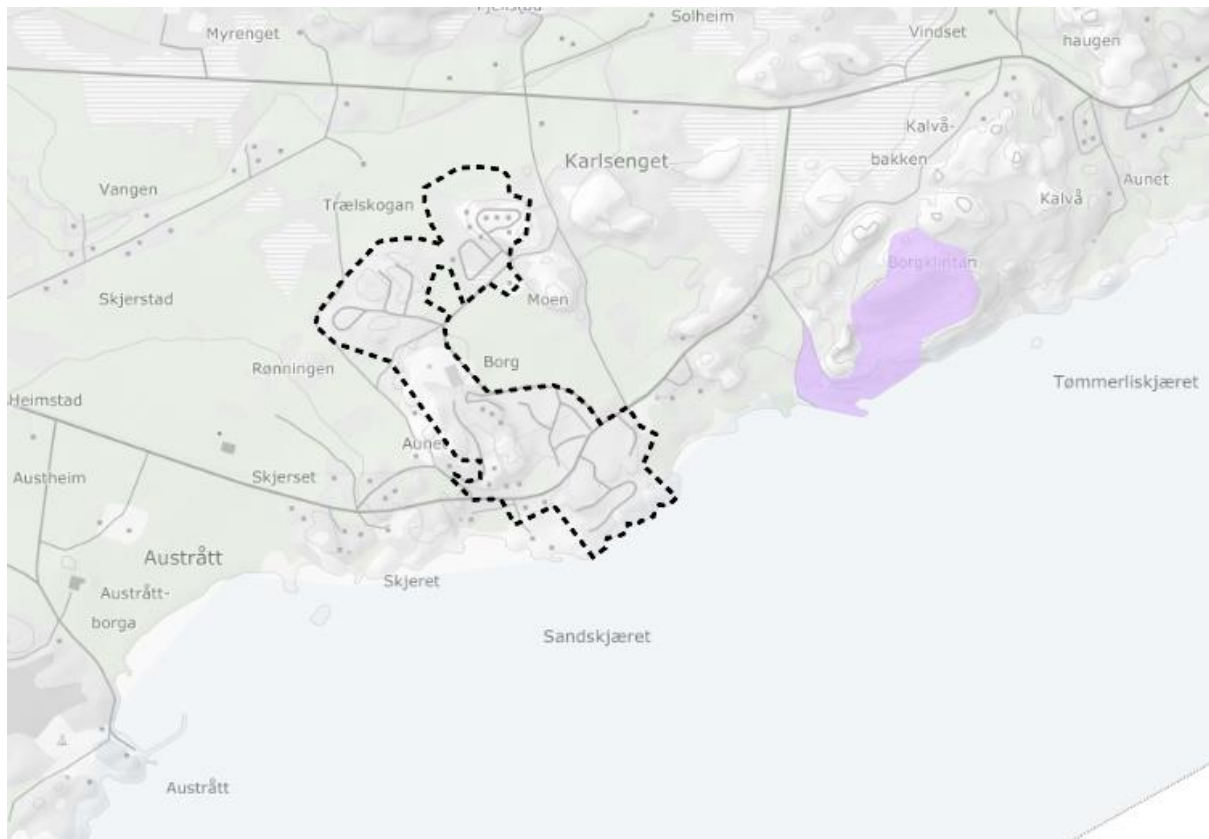 Solheim
Myrenget
Vindset
haugen
Karlsenget
Kalvå-
bakken
Aunet
Vangen
Trælskogan
Kalvå
Borgklintan
Skjerstad
Moen
Rønningen
Borg
Tømmerliskjæret
Heimstad
Aunet
Skjerset
Austheim
Austrått
Skjeret
Austrått-
borga
Sandskjæret
Austrått